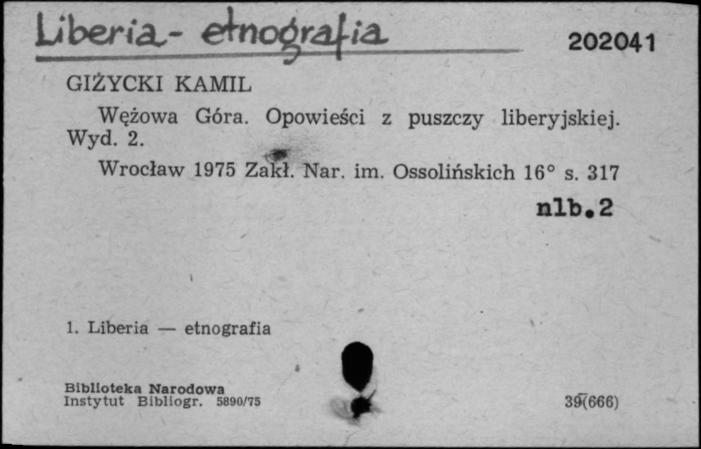 Liberia - etnografia
202041
GIŻYCKI KAMIL
Wężowa Góra. Opowieści z puszczy liberyjskiej.
Wyd. 2.
Wrocław 1975 Zakł. Nar. im. Ossolińskich 16° s. 317
nlb. 2
1. Liberia — etnografia
Biblioteka Narodowa
Instytut Bibliogr. 5890/75
39(666)